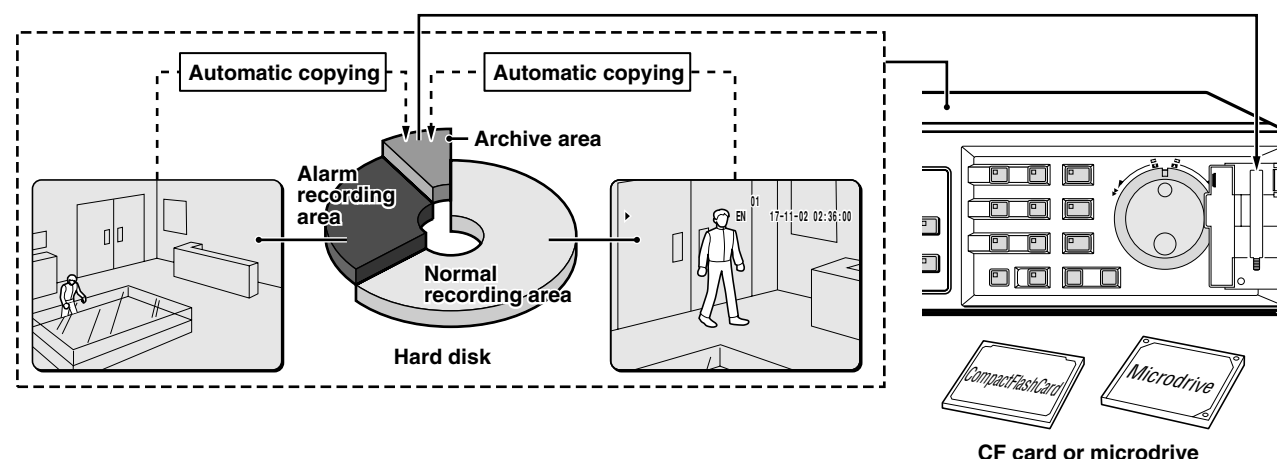 Automatic copying
Automatic copying
Archive area
Alarm
recording
area
01
EN 17-11-02 02:36:00
Normal
recording area
Hard disk
CompactFlashCard
Microdrive
CF card or microdrive